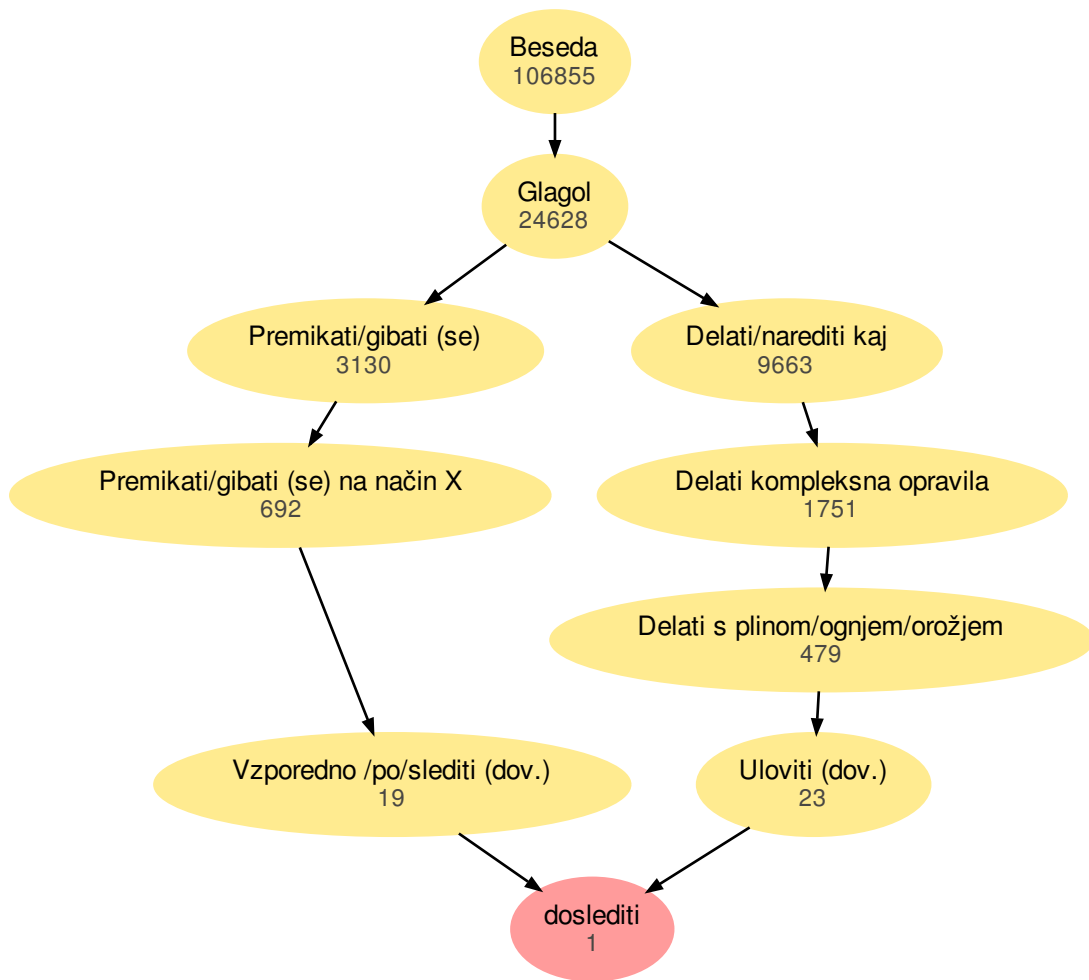 Beseda
106855
Glagol
24628
Premikati/gibati (se)
3130
Delati/narediti kaj
9663
Premikati/gibati (se) na način X
692
Delati kompleksna opravila
1751
Delati s plinom/ognjem/orožjem
479
Vzporedno /po/slediti (dov.)
19
Uloviti (dov.)
23
doslediti
1